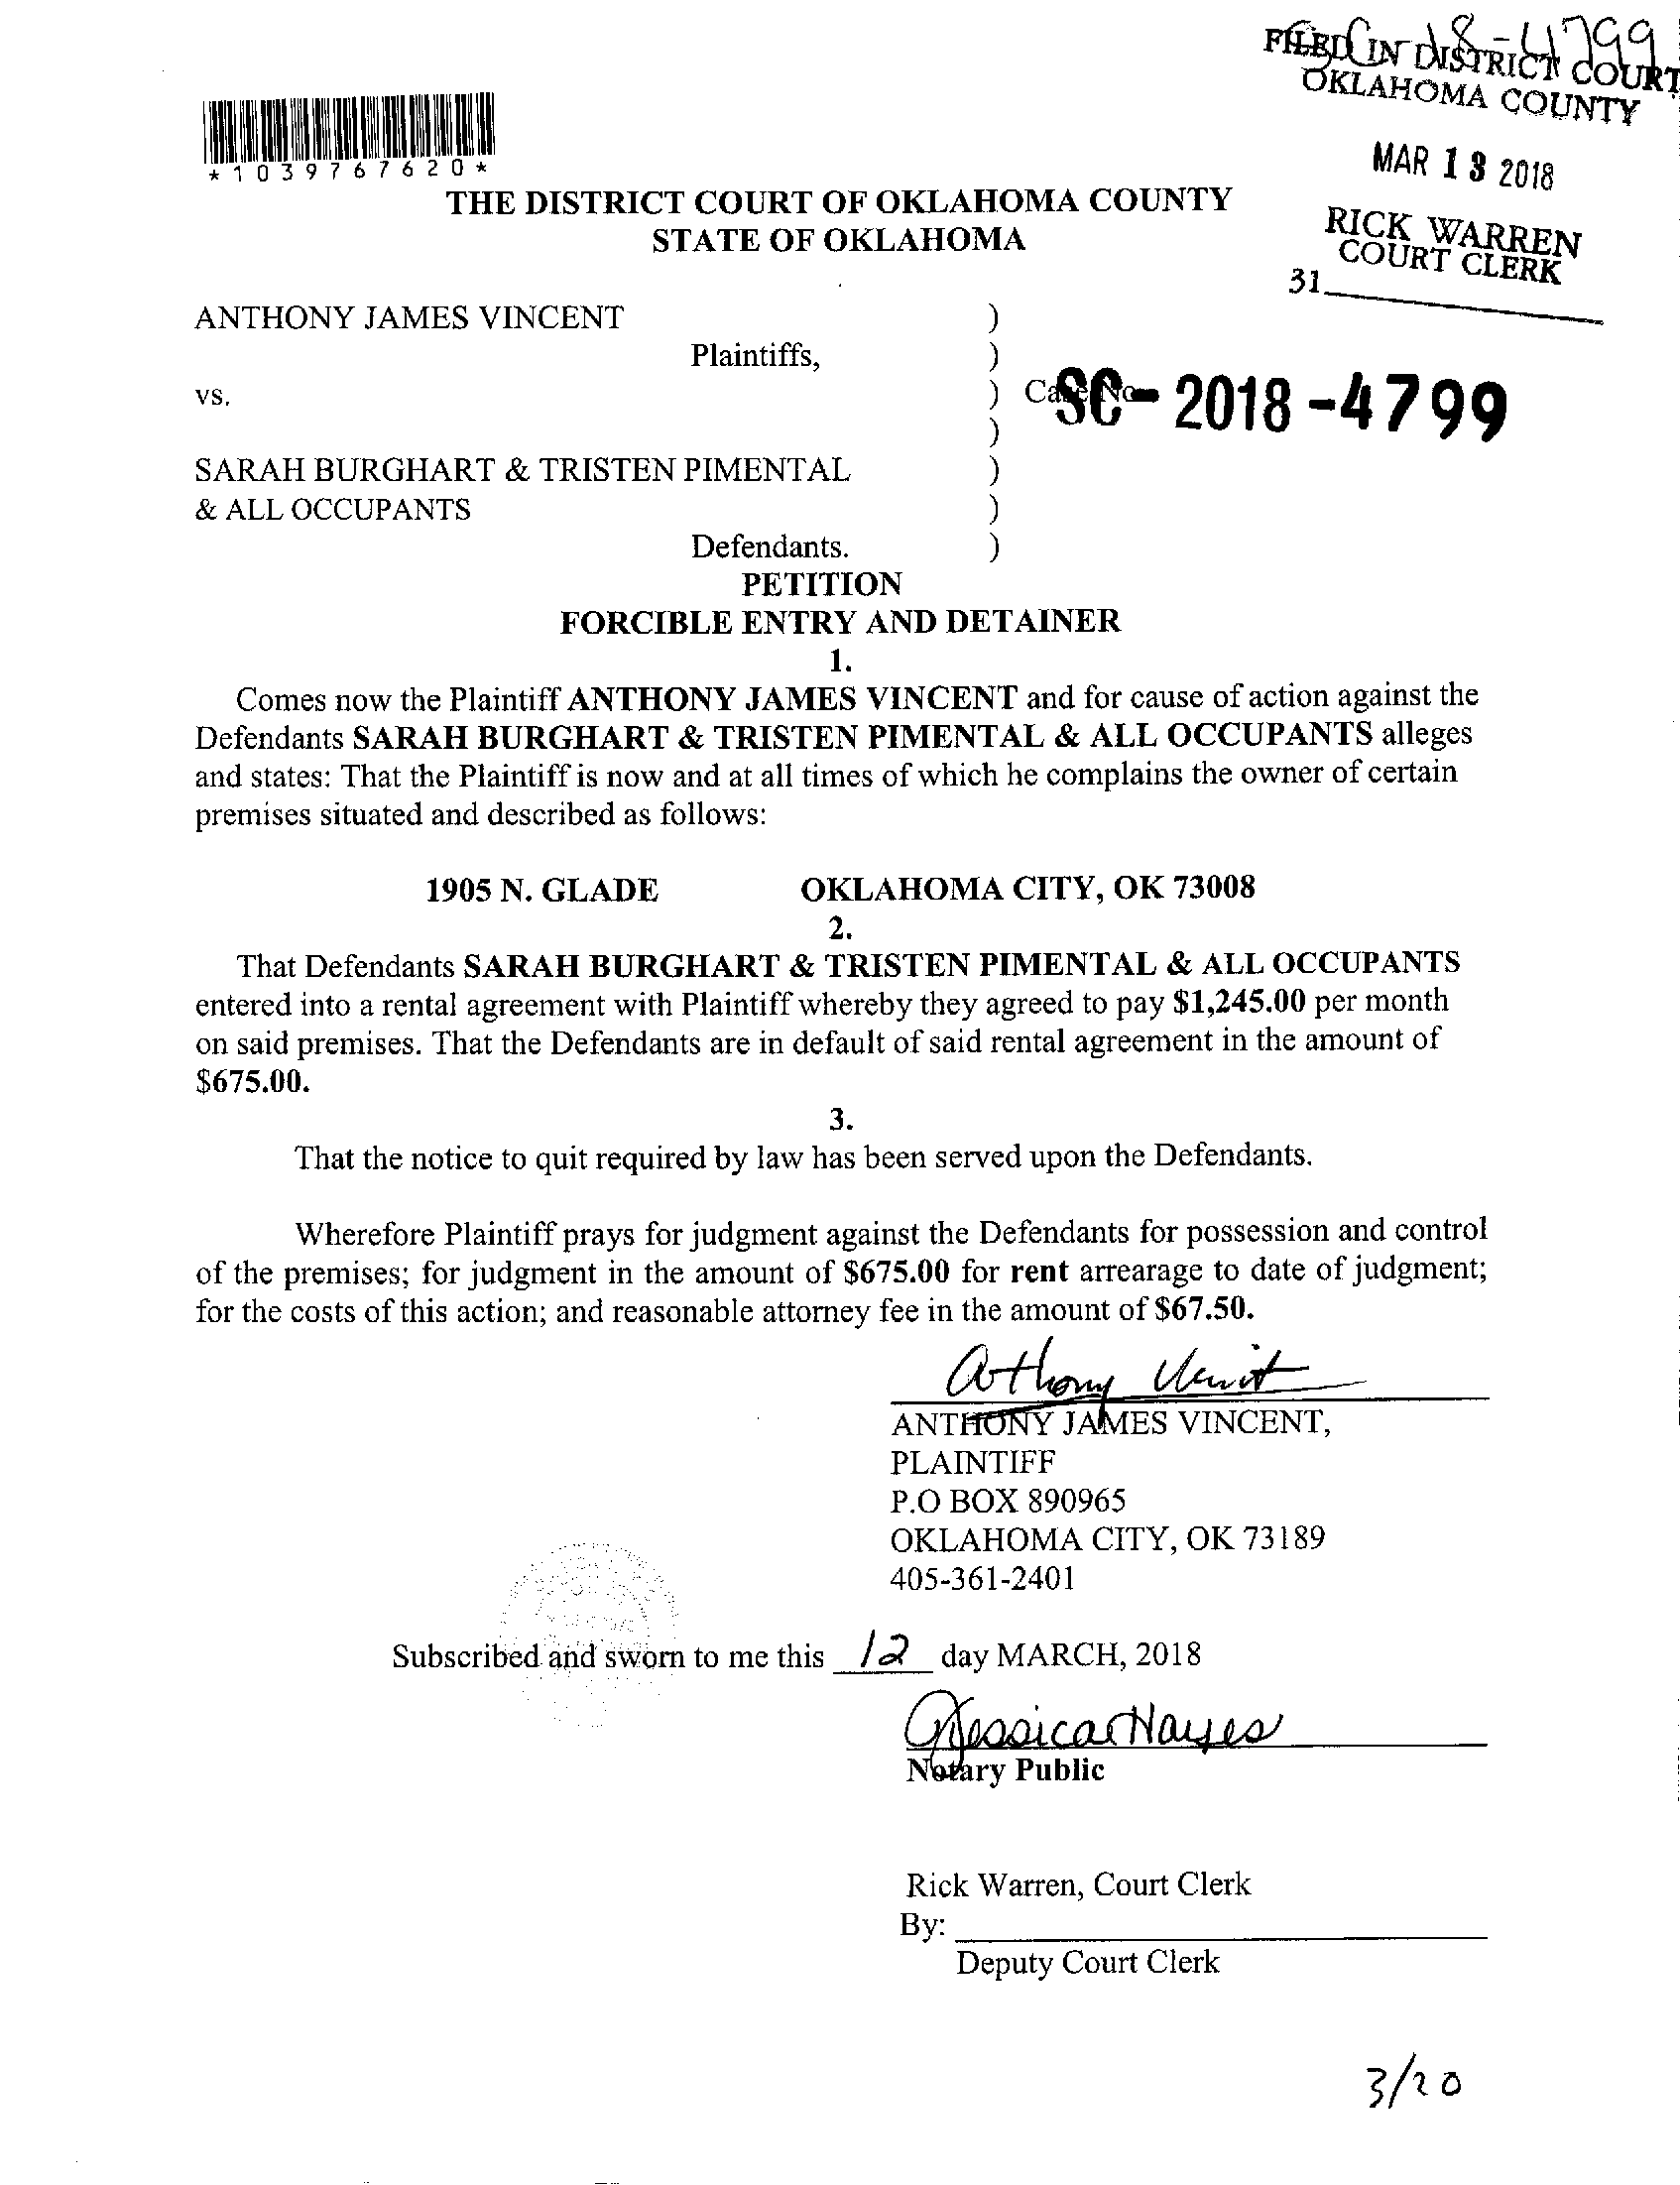 SC-18-4799
FILED IN DISTRICT COURT
OKLAHOMA COUNTY
MAR 13 2018
RICK WARREN
COURT CLERK
31
*1039767620*
THE DISTRICT COURT OF OKLAHOMA COUNTY
STATE OF OKLAHOMA
ANTHONY JAMES VINCENT )
Plaintiffs, )
vs. ) Case No. SC-2018-4799
)
SARAH BURGHART & TRISTEN PIMENTAL )
& ALL OCCUPANTS )
Defendants. )
PETITION
FORCIBLE ENTRY AND DETAINER
1.
Comes now the Plaintiff ANTHONY JAMES VINCENT and for cause of action against the
Defendants SARAH BURGHART & TRISTEN PIMENTAL & ALL OCCUPANTS alleges
and states: That the Plaintiff is now and at all times of which he complains the owner of certain
premises situated and described as follows:
1905 N. GLADE OKLAHOMA CITY, OK 73008
2.
That Defendants SARAH BURGHART & TRISTEN PIMENTAL & ALL OCCUPANTS
entered into a rental agreement with Plaintiff whereby they agreed to pay $1,245.00 per month
on said premises. That the Defendants are in default of said rental agreement in the amount of
$675.00.
3.
That the notice to quit required by law has been served upon the Defendants.
Wherefore Plaintiff prays for judgment against the Defendants for possession and control
of the premises; for judgment in the amount of $675.00 for rent arrearage to date of judgment;
for the costs of this action; and reasonable attorney fee in the amount of $67.50.
ANTHONY JAMES VINCENT,
PLAINTIFF
P.O BOX 890965
OKLAHOMA CITY, OK 73189
405-361-2401
Subscribed and sworn to me this 12 day MARCH, 2018
Jessica Hayes
Notary Public
Rick Warren, Court Clerk
By:
Deputy Court Clerk
3/20